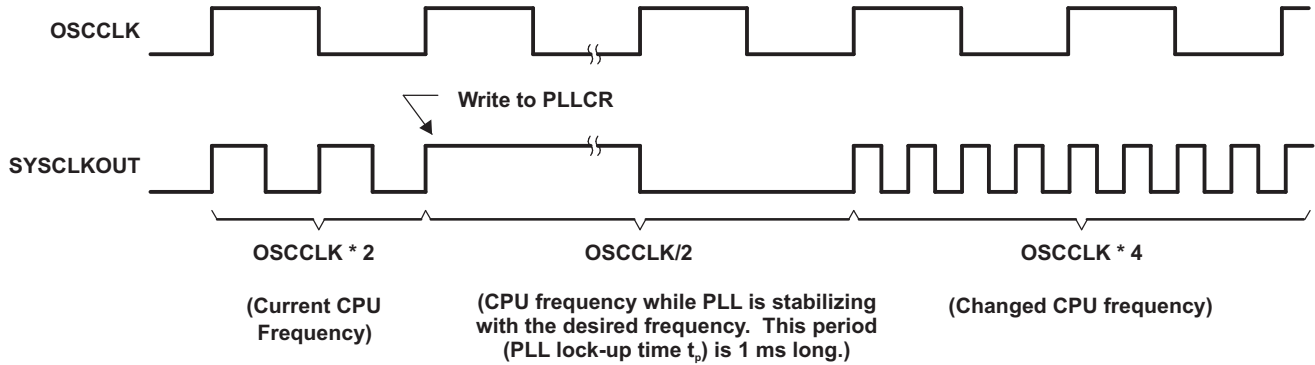 OSCCLK
Write to PLLCR
SYSCLKOUT
OSCCLK * 2
(Current CPU
Frequency)
OSCCLK/2
(CPU frequency while PLL is stabilizing
with the desired frequency. This period
(PLL lock-up time tp) is 1 ms long.)
OSCCLK * 4
(Changed CPU frequency)